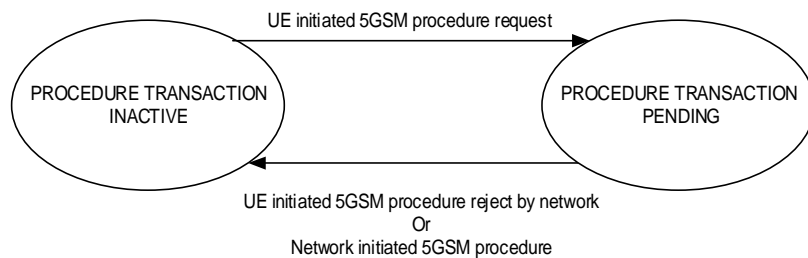 UE initiated 5GSM procedure request
PROCEDURE TRANSACTION
INACTIVE
PROCEDURE TRANSACTION
PENDING
UE initiated 5GSM procedure reject by network
Or
Network initiated 5GSM procedure